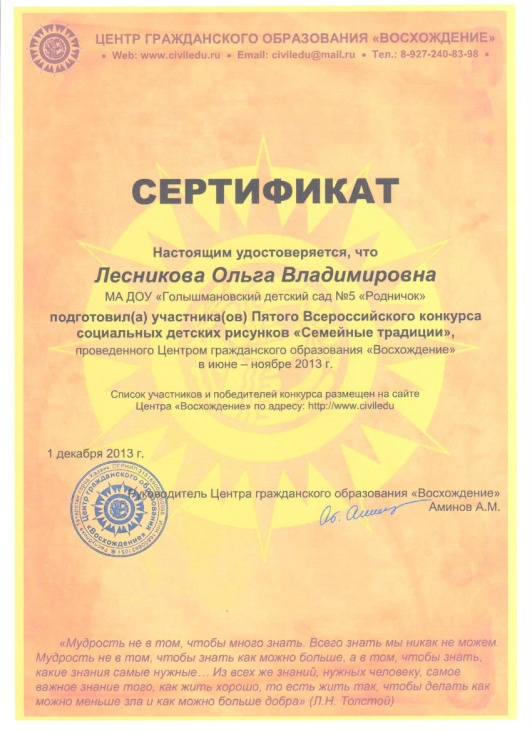 ЦЕНТР ГРАЖДАНСКОГО ОБРАЗОВАНИЯ «ВОСХОЖДЕНИЕ»
• Web: www.civiledu.ru • Email: civiledu@mail.ru • Тел.: 8-927-240-83-98 •
СЕРТИФИКАТ
Настоящим удостоверяется, что
Лесникова Ольга Владимировна
МА ДОУ «Голышмановский детский сад №5 «Родничок»
подготовил(а) участника(ов) Пятого Всероссийского конкурса
социальных детских рисунков «Семейные традиции»,
проведенного Центром гражданского образования «Восхождение»
в июне – ноябре 2013 г.
Список участников и победителей конкурса размещен на сайте
Центра «Восхождение» по адресу: http://www.civiledu
1 декабря 2013 г.
Центр гражданского образования
«Восхождение»
Руководитель Центра гражданского образования «Восхождение»
Аминов А.М.
«Мудрость не в том, чтобы много знать. Всего знать мы никак не можем.
Мудрость не в том, чтобы знать как можно больше, а в том, чтобы знать,
какие знания самые нужные… Из всех же знаний, нужных человеку, самое
важное знание того, как жить хорошо, то есть жить так, чтобы делать как
можно меньше зла и как можно больше добра» (Л.Н. Толстой)